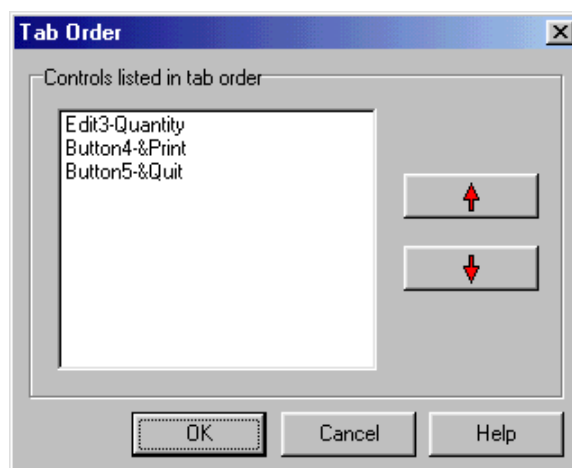 Tab Order
Controls listed in tab order
Edit3-Quantity
Button4-&Print
Button5-&Quit
OK Cancel Help